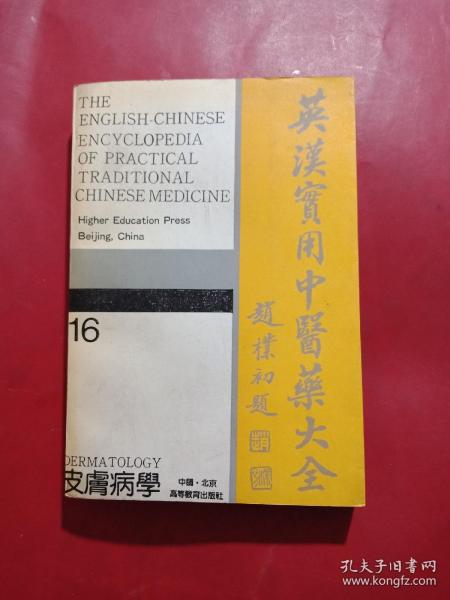 THE
ENGLISH-CHINESE
ENCYCLOPEDIA
OF PRACTICAL
TRADITIONAL
CHINESE MEDICINE
Higher Education Press
Beijing, China
英漢實用中醫藥大全
趙樸初題
16
DERMATOLOGY
皮膚病學
中國·北京
高等教育出版社
孔夫子旧书网
www.kongfz.com